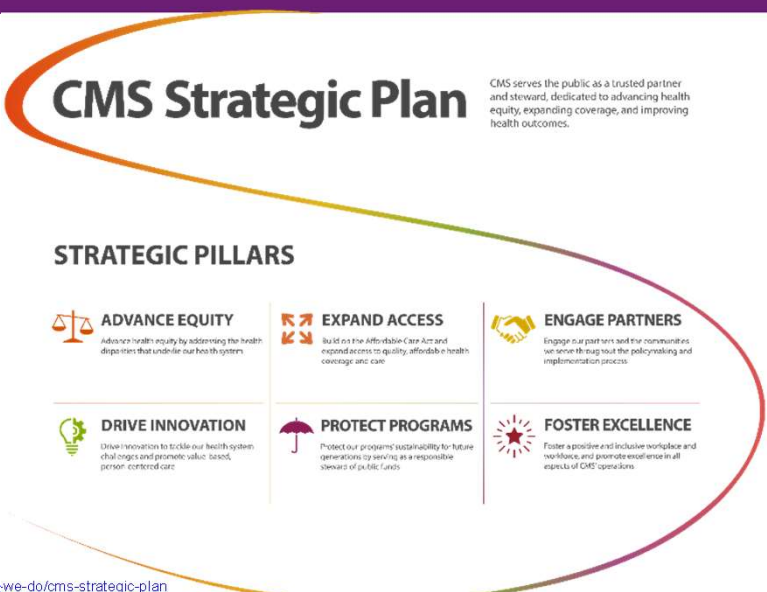 CMS Strategic Plan
CMS serves the public as a trusted partner
and steward, dedicated to advancing health
equity, expanding coverage, and improving
health outcomes.
STRATEGIC PILLARS
ADVANCE EQUITY
Advance health equity by addressing the health
disparities that underlie our health system
EXPAND ACCESS
Build on the Affordable Care Act and
expand access to quality, affordable health
coverage and care
ENGAGE PARTNERS
Engage our partners and the communities
we serve throughout the policymaking and
implementation process
DRIVE INNOVATION
Drive innovation to tackle our health system
challenges and promote value-based,
person-centered care
PROTECT PROGRAMS
Protect our programs' sustainability for future
generations by serving as a responsible
steward of public funds
FOSTER EXCELLENCE
Foster a positive and inclusive workplace and
workforce, and promote excellence in all
aspects of CMS' operations
-we-do/cms-strategic-plan